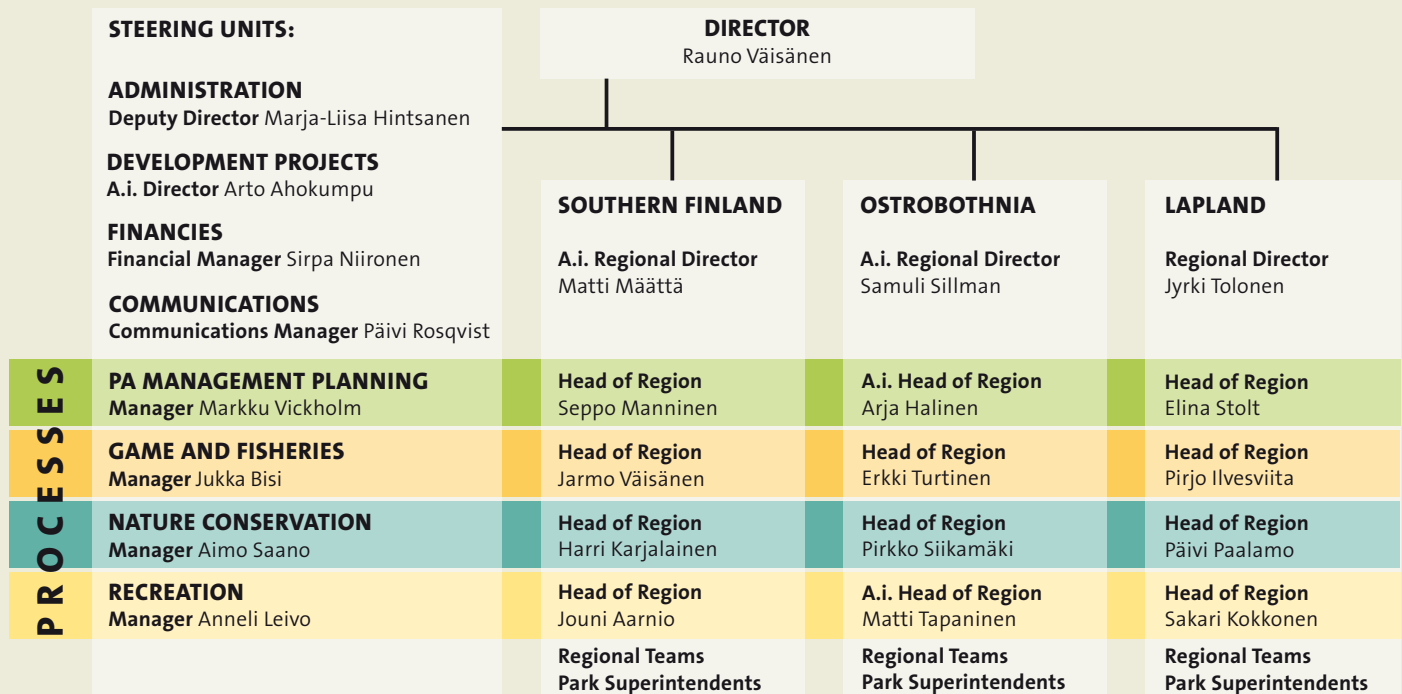 STEERING UNITS:
ADMINISTRATION
Deputy Director Marja-Liisa Hintsanen
DEVELOPMENT PROJECTS
A.i. Director Arto Ahokumpu
FINANCIES
Financial Manager Sirpa Niironen
COMMUNICATIONS
Communications Manager Päivi Rosqvist
DIRECTOR
Rauno Väisänen
SOUTHERN FINLAND
A.i. Regional Director
Matti Määttä
OSTROBOTHNIA
A.i. Regional Director
Samuli Sillman
LAPLAND
Regional Director
Jyrki Tolonen
PROCESSES
PA MANAGEMENT PLANNING
Manager Markku Vickholm
Head of Region
Seppo Manninen
A.i. Head of Region
Arja Halinen
Head of Region
Elina Stolt
GAME AND FISHERIES
Manager Jukka Bisi
Head of Region
Jarmo Väisänen
Head of Region
Erkki Turtinen
Head of Region
Pirjo Ilvesviita
NATURE CONSERVATION
Manager Aimo Saano
Head of Region
Harri Karjalainen
Head of Region
Pirkko Siikamäki
Head of Region
Päivi Paalamo
RECREATION
Manager Anneli Leivo
Head of Region
Jouni Aarnio
A.i. Head of Region
Matti Tapaninen
Head of Region
Sakari Kokkonen
Regional Teams
Park Superintendents
Regional Teams
Park Superintendents
Regional Teams
Park Superintendents